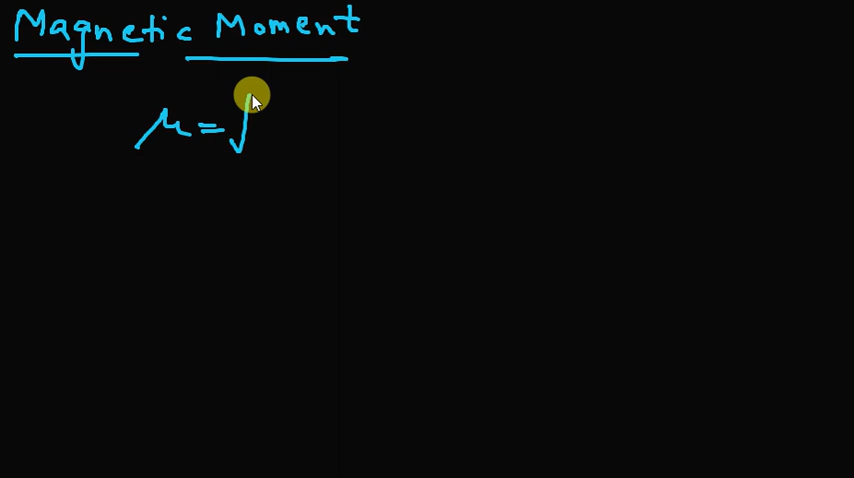 Magnetic Moment
μ = √